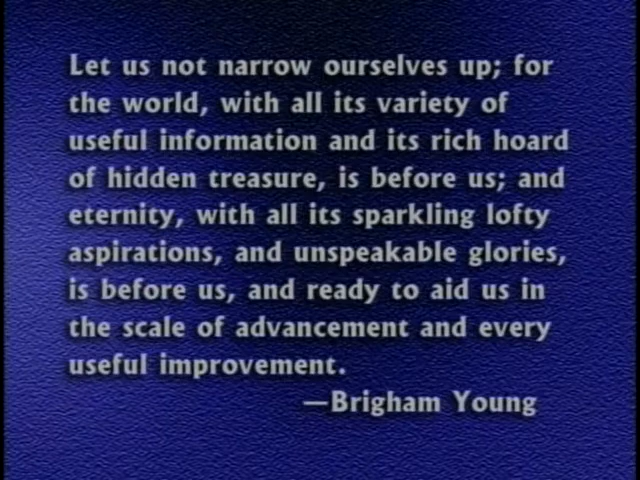 Let us not narrow ourselves up; for
the world, with all its variety of
useful information and its rich hoard
of hidden treasure, is before us; and
eternity, with all its sparkling lofty
aspirations, and unspeakable glories,
is before us, and ready to aid us in
the scale of advancement and every
useful improvement.
—Brigham Young